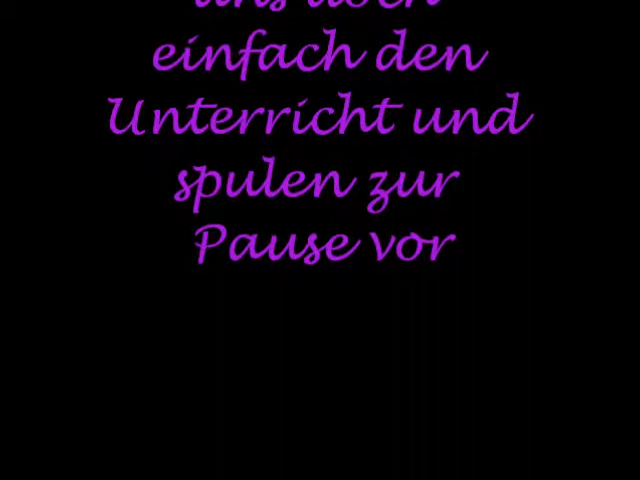 einfach den
Unterricht und
spulen zur
Pause vor